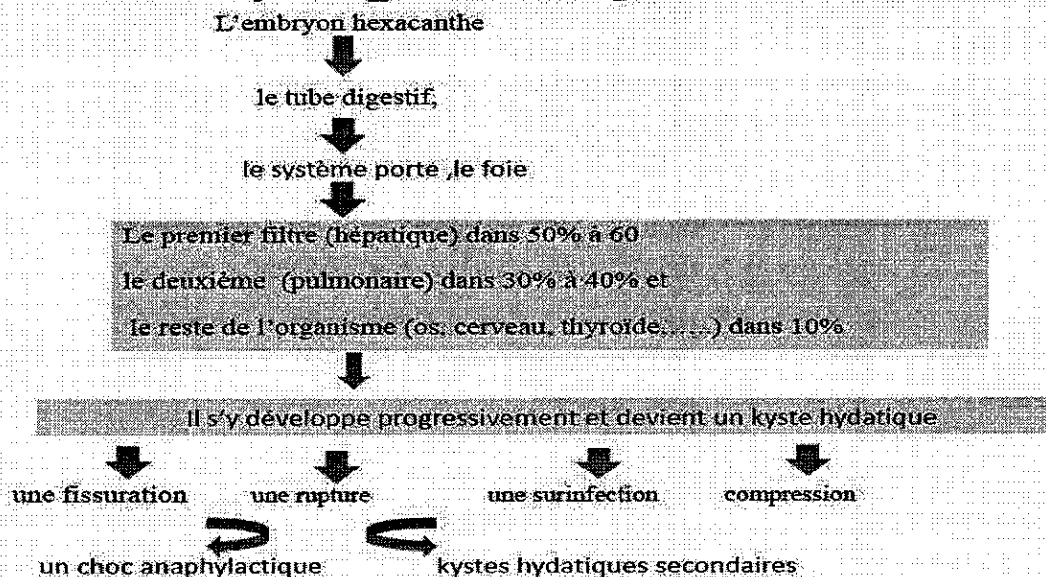 L'embryon hexacanthe
le tube digestif,
le système porte ,le foie
Le premier filtre (hépatique) dans 50% à 60
le deuxième (pulmonaire) dans 30% à 40% et
le reste de l'organisme (os, cerveau, thyroïde,......) dans 10%
Il s'y développe progressivement et devient un kyste hydatique
une fissuration une rupture une surinfection compression
un choc anaphylactique kystes hydatiques secondaires